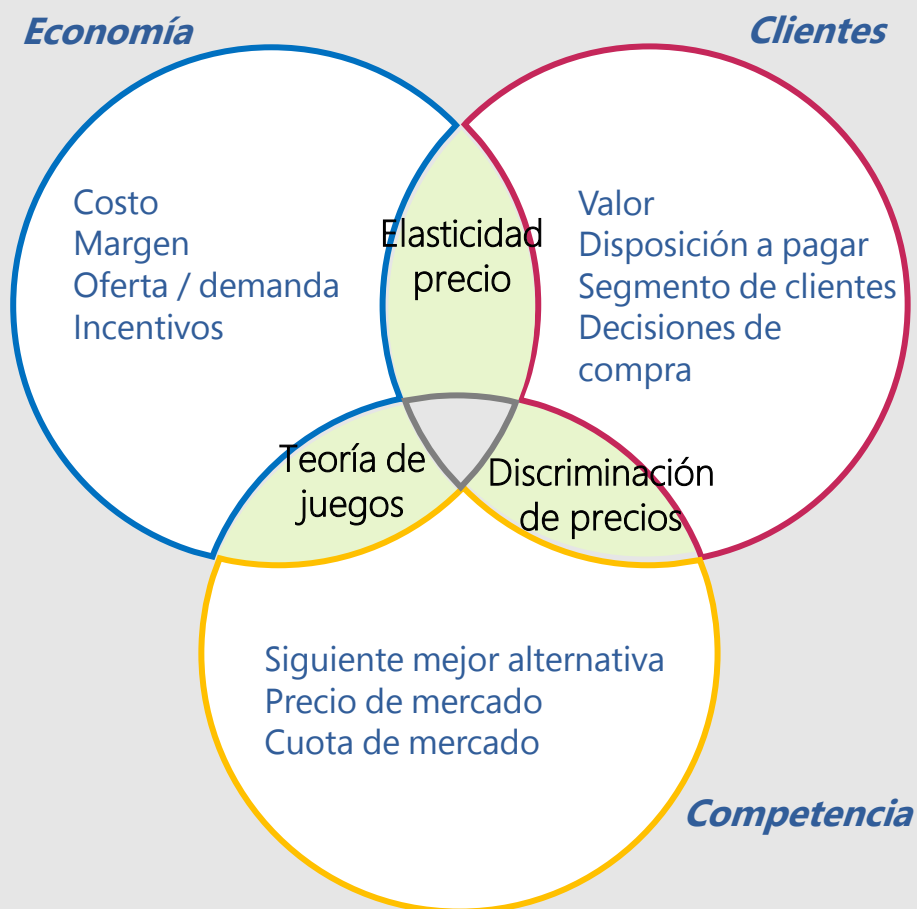 Economía
Clientes
Costo
Margen
Oferta / demanda
Incentivos
Elasticidad
precio
Valor
Disposición a pagar
Segmento de clientes
Decisiones de
compra
Teoría de
juegos
Discriminación
de precios
Siguiente mejor alternativa
Precio de mercado
Cuota de mercado
Competencia